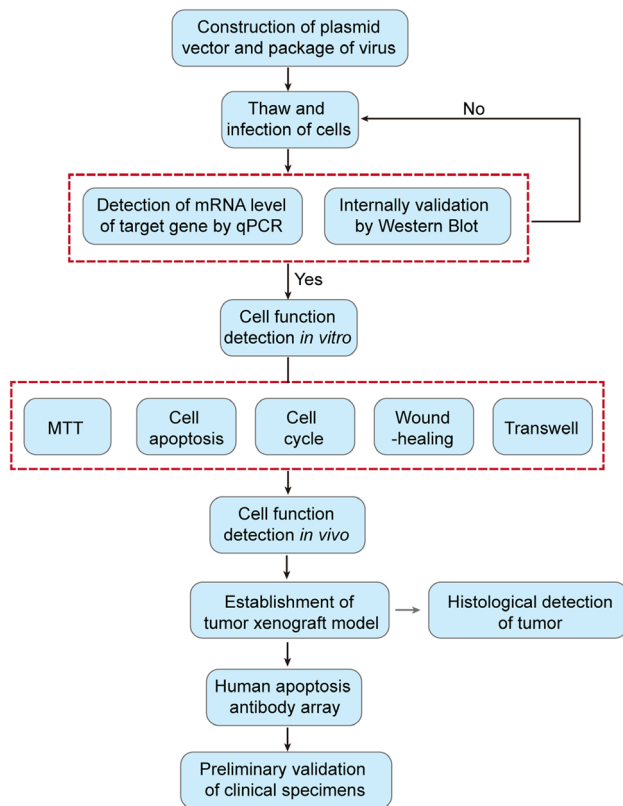 Construction of plasmid
vector and package of virus
Thaw and
infection of cells
No
Detection of mRNA level
of target gene by qPCR
Internally validation
by Western Blot
Yes
Cell function
detection in vitro
MTT
Cell
apoptosis
Cell
cycle
Wound
-healing
Transwell
Cell function
detection in vivo
Establishment of
tumor xenograft model
Histological detection
of tumor
Human apoptosis
antibody array
Preliminary validation
of clinical specimens